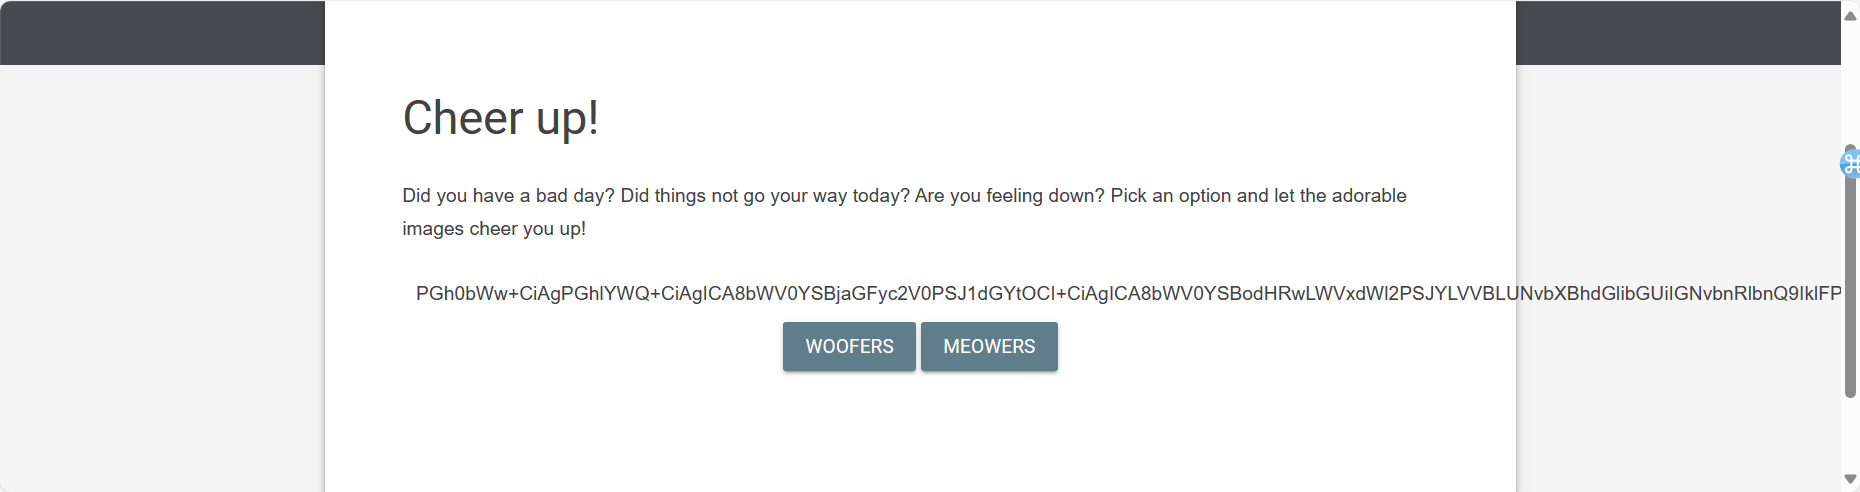 Cheer up!
Did you have a bad day? Did things not go your way today? Are you feeling down? Pick an option and let the adorable
images cheer you up!
PGh0bWw+CiAgPGhlYWQ+CiAgICA8bWV0YSBjaGFyc2V0PSJ1dGYtOCI+CiAgICA8bWV0YSBodHRwLWVxdWl2PSJYLVVBLUNvbXBhdGlibGUiIGNvbnRlbnQ9IklFP
WOOFERS MEOWERS